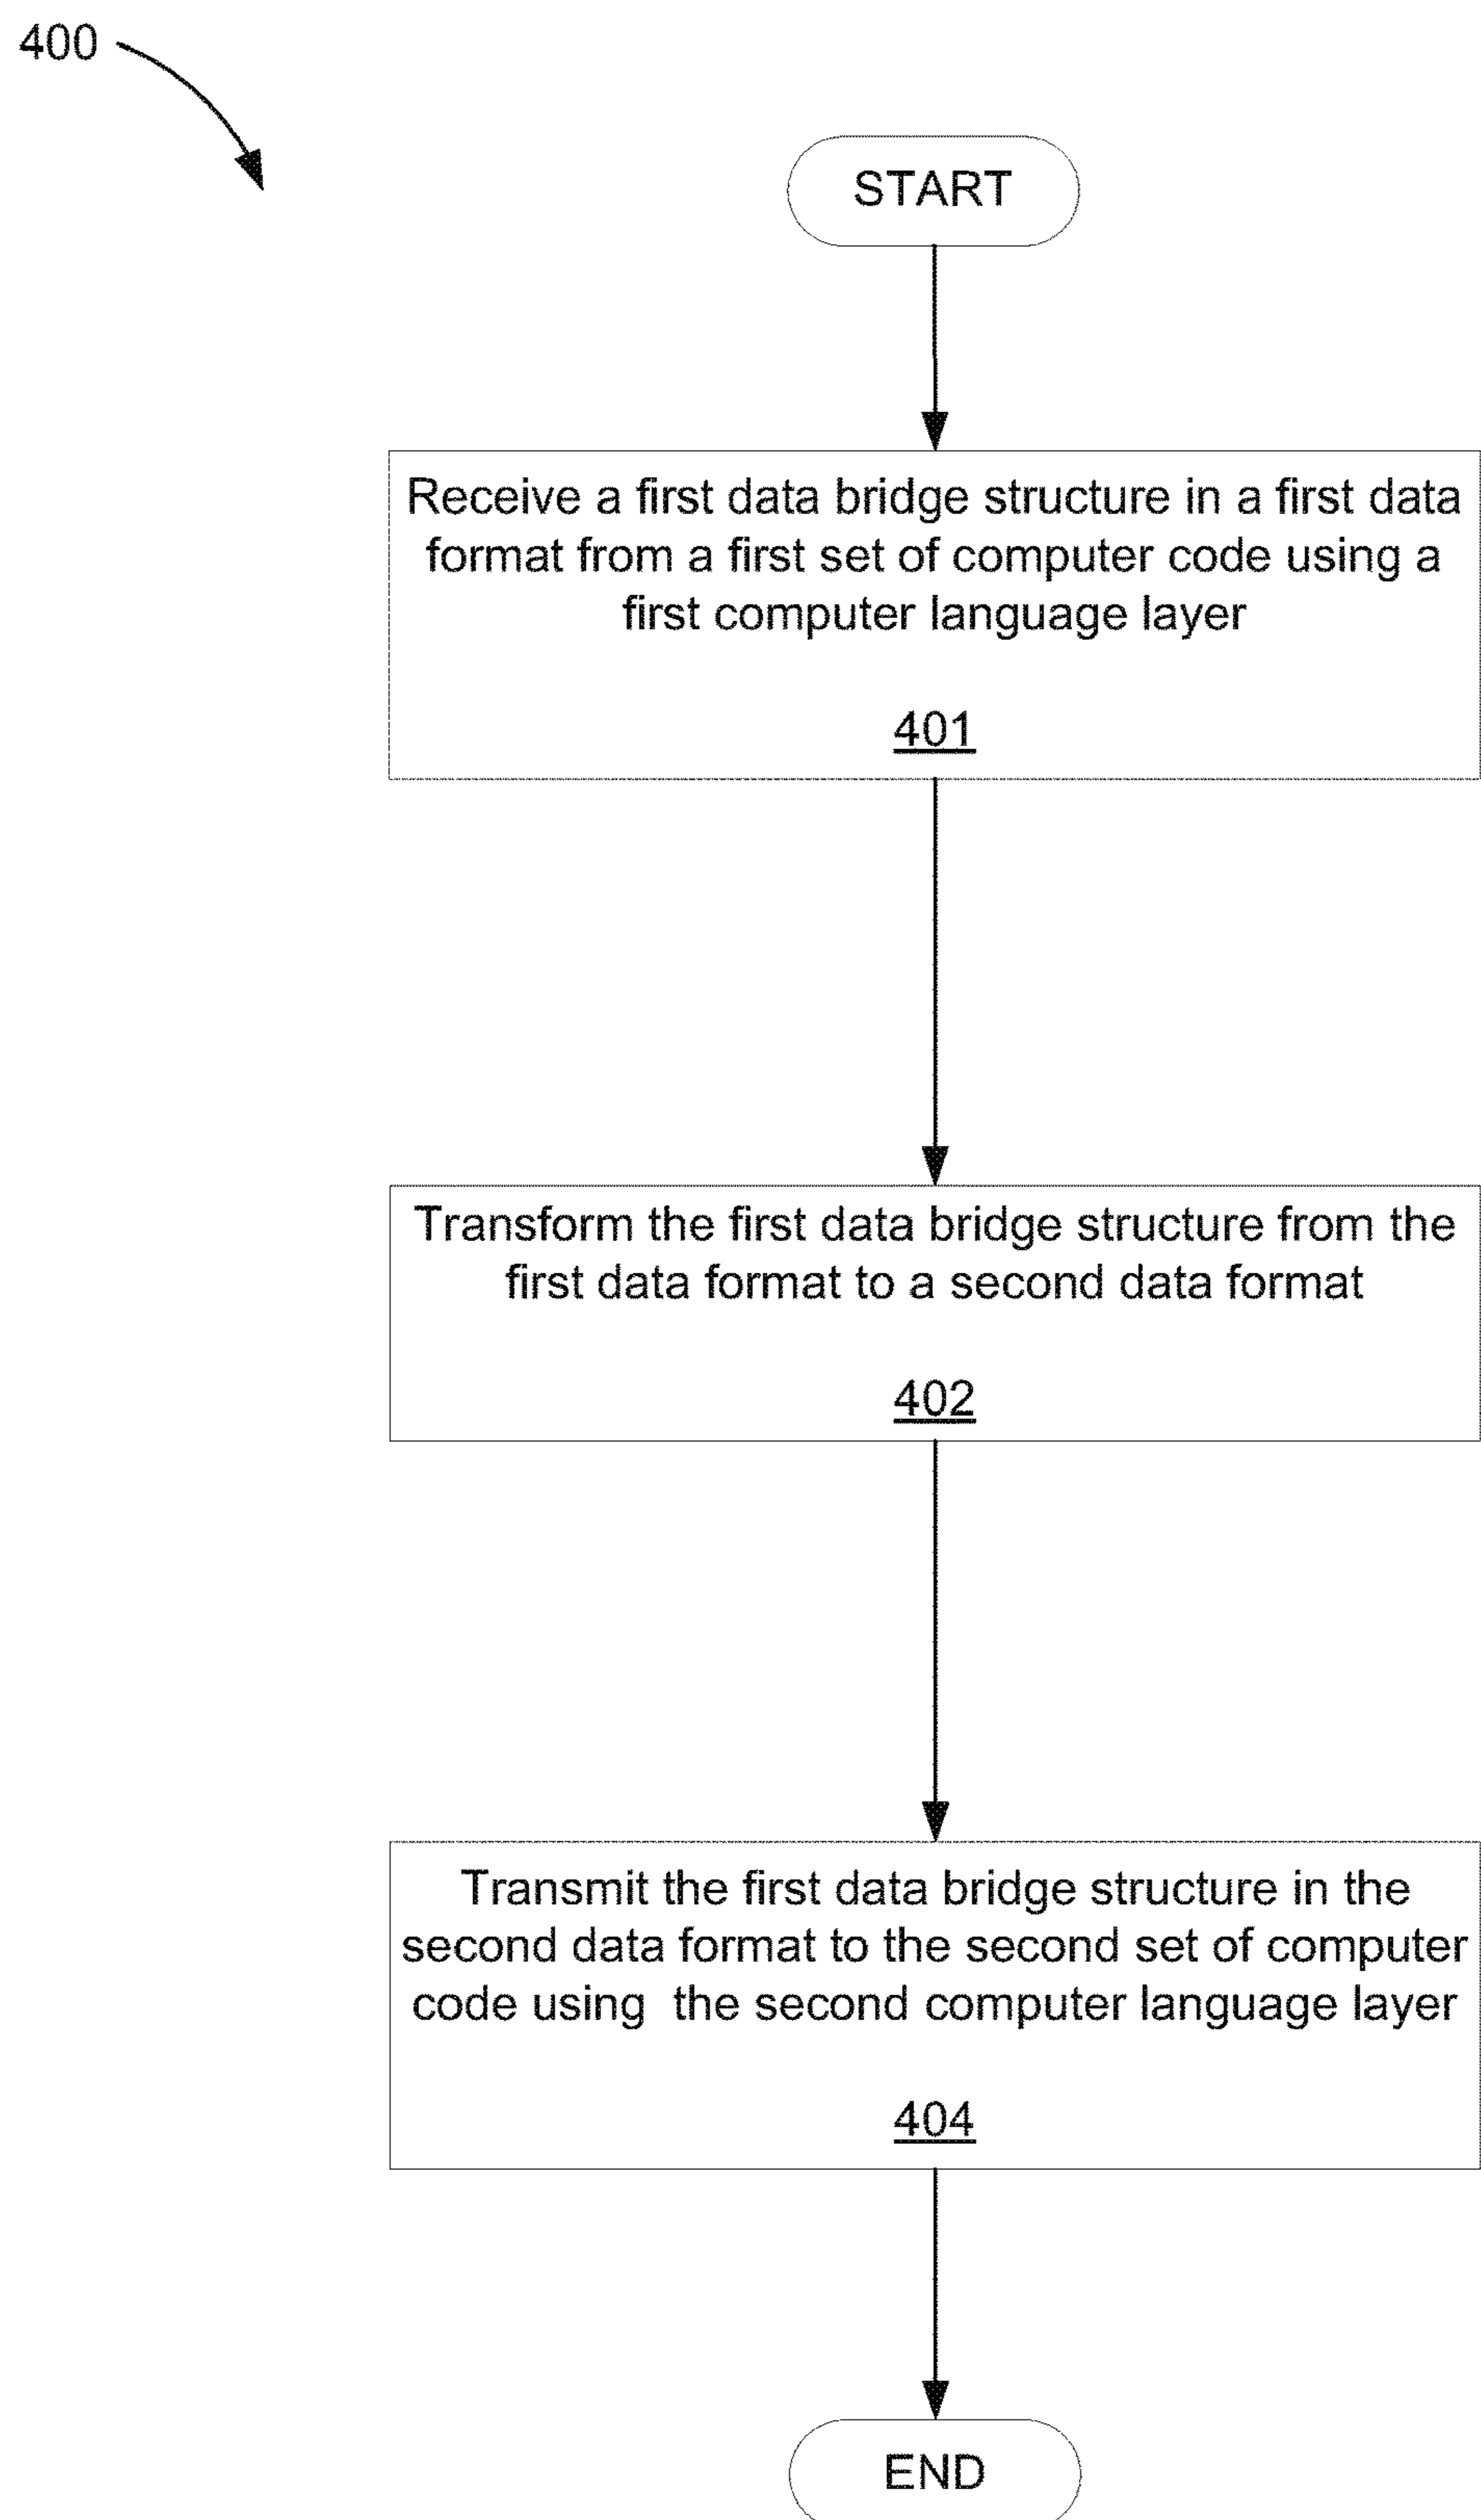 400
START
Receive a first data bridge structure in a first data
format from a first set of computer code using a
first computer language layer
401
Transform the first data bridge structure from the
first data format to a second data format
402
Transmit the first data bridge structure in the
second data format to the second set of computer
code using  the second computer language layer
404
END